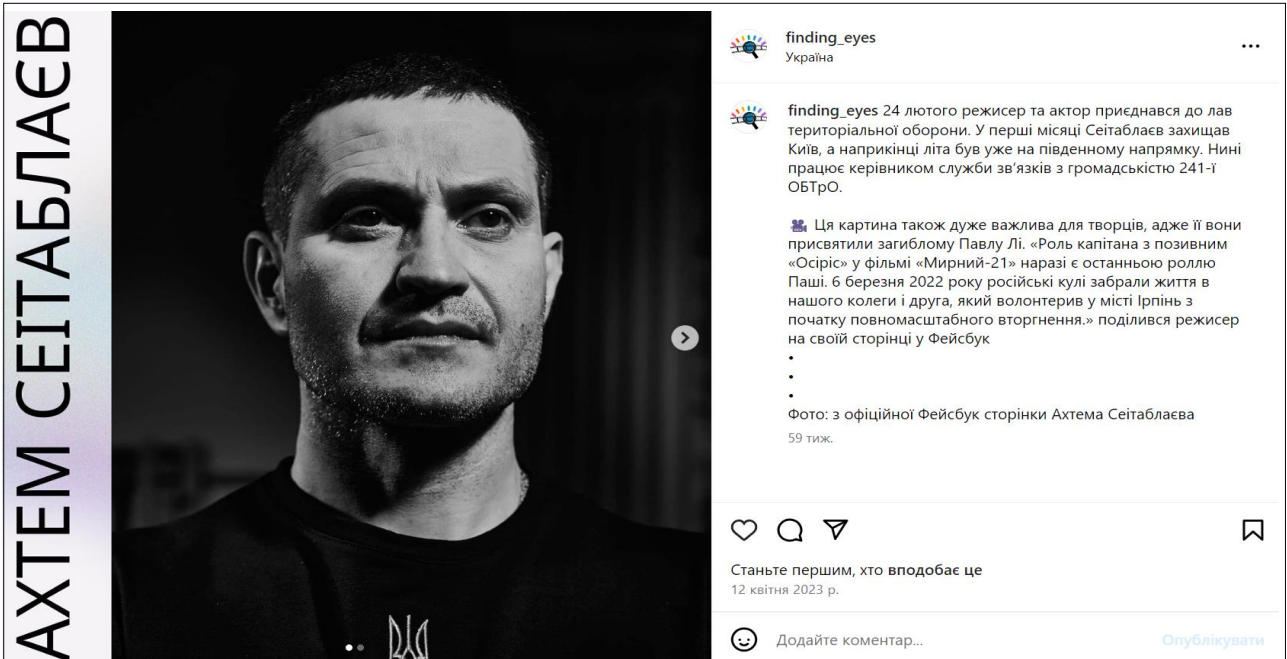 АХТЕМ СЕІТАБЛАЄВ
finding_eyes
Україна
finding_eyes 24 лютого режисер та актор приєднався до лав
територіальної оборони. У перші місяці Сеітаблаєв захищав
Київ, а наприкінці літа був уже на південному напрямку. Нині
працює керівником служби зв’язків з громадськістю 241-ї
ОБТрО.
Ця картина також дуже важлива для творців, адже її вони
присвятили загиблому Павлу Лі. «Роль капітана з позивним
«Осіріс» у фільмі «Мирний-21» наразі є останньою роллю
Паші. 6 березня 2022 року російські кулі забрали життя в
нашого колеги і друга, який волонтерив у місті Ірпінь з
початку повномасштабного вторгнення.» поділився режисер
на своїй сторінці у Фейсбук
•
•
•
Фото: з офіційної Фейсбук сторінки Ахтема Сеітаблаєва
59 тиж.
Станьте першим, хто вподобає це
12 квітня 2023 р.
Додайте коментар...
Опублікувати